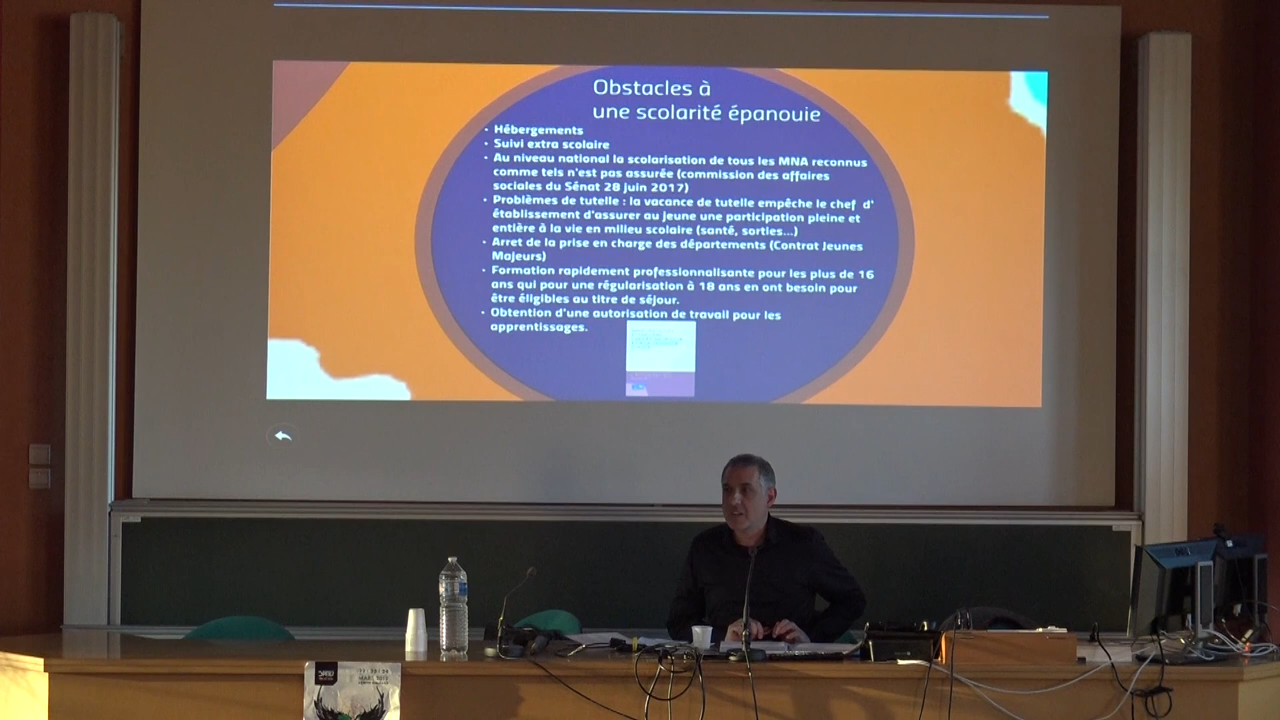 Obstacles à
une scolarité épanouie
• Hébergements
• Suivi extra scolaire
• Au niveau national la scolarisation de tous les MNA reconnus
comme tels n'est pas assurée (commission des affaires
sociales du Sénat 28 juin 2017)
• Problèmes de tutelle : la vacance de tutelle empêche le chef d'
établissement d'assurer au jeune une participation pleine et
entière à la vie en milieu scolaire (santé, sorties...)
• Arret de la prise en charge des départements (Contrat Jeunes
Majeurs)
• Formation rapidement professionnalisante pour les plus de 16
ans qui pour une régularisation à 18 ans en ont besoin pour
être éligibles au titre de séjour.
• Obtention d'une autorisation de travail pour les
apprentissages.